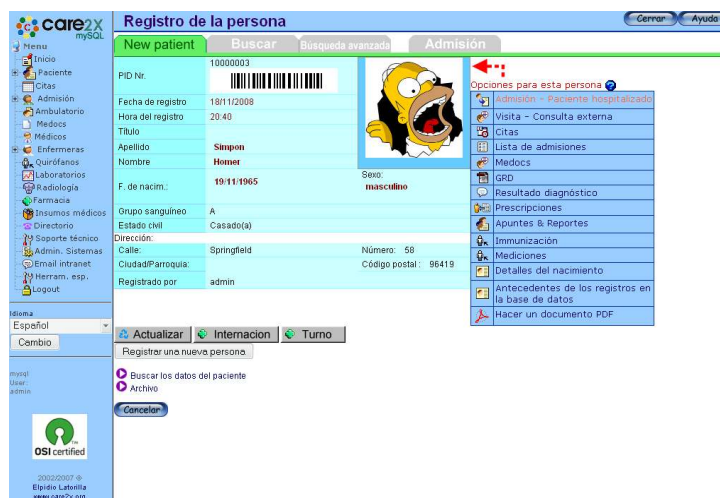 care2X
mySQL
Menu
Inicio
Paciente
Citas
Admisión
Ambulatorio
Medocs
Médicos
Enfermeras
Quirófanos
Laboratorios
Radiología
Farmacia
Insumos médicos
Directorio
Soporte técnico
Admin. Sistemas
Email intranet
Herram. esp.
Logout
Idioma
Español
Cambio
mysql
User:
admin
OSI certified
2002/2007 ©
Elpidio Latorilla
www.care2x.org
Registro de la persona
Cerrar
Ayuda
New patient
Buscar
Búsqueda avanzada
Admisión
PID Nr.
10000003
Fecha de registro 18/11/2008
Hora del registro 20:40
Título
Apellido Simpon
Nombre Homer
F. de nacim.: 19/11/1965 Sexo: masculino
Grupo sanguíneo A
Estado civil Casado(a)
Dirección:
Calle: Springfield Número: 58
Ciudad/Parroquia: Código postal : 96419
Registrado por admin
Opciones para esta persona
Admisión - Paciente hospitalizado
Visita - Consulta externa
Citas
Lista de admisiones
Medocs
GRD
Resultado diagnóstico
Prescripciones
Apuntes & Reportes
Immunización
Mediciones
Detalles del nacimiento
Antecedentes de los registros en
la base de datos
Hacer un documento PDF
Actualizar
Internacion
Turno
Registrar una nueva persona
Buscar los datos del paciente
Archivo
Cancelar